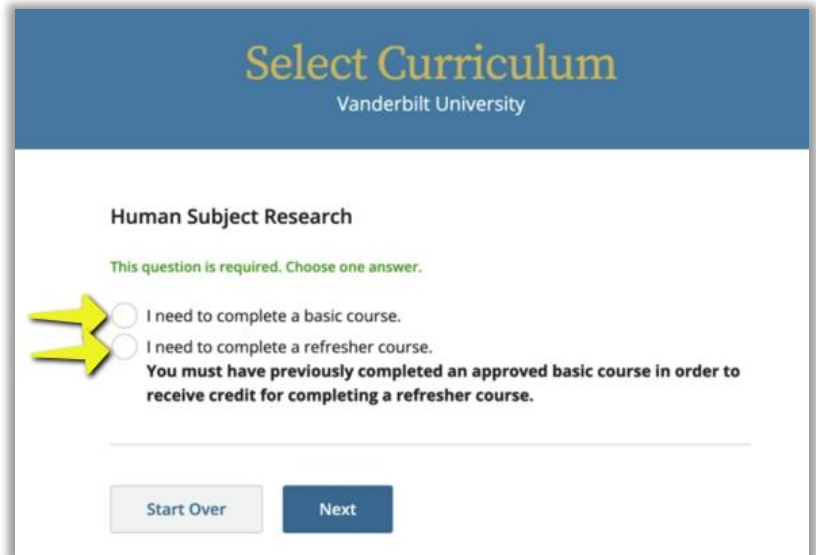 Select Curriculum
Vanderbilt University
Human Subject Research
This question is required. Choose one answer.
I need to complete a basic course.
I need to complete a refresher course.
You must have previously completed an approved basic course in order to
receive credit for completing a refresher course.
Start Over
Next